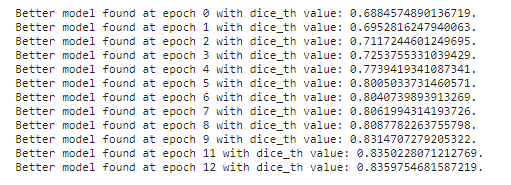 Better model found at epoch 0 with dice_th value: 0.6884574890136719.
Better model found at epoch 1 with dice_th value: 0.6952816247940063.
Better model found at epoch 2 with dice_th value: 0.7117244601249695.
Better model found at epoch 3 with dice_th value: 0.7253755331039429.
Better model found at epoch 4 with dice_th value: 0.7739419341087341.
Better model found at epoch 5 with dice_th value: 0.8005033731460571.
Better model found at epoch 6 with dice_th value: 0.8040739893913269.
Better model found at epoch 7 with dice_th value: 0.8061994314193726.
Better model found at epoch 8 with dice_th value: 0.8087782263755798.
Better model found at epoch 9 with dice_th value: 0.8314707279205322.
Better model found at epoch 11 with dice_th value: 0.8350228071212769.
Better model found at epoch 12 with dice_th value: 0.8359754681587219.